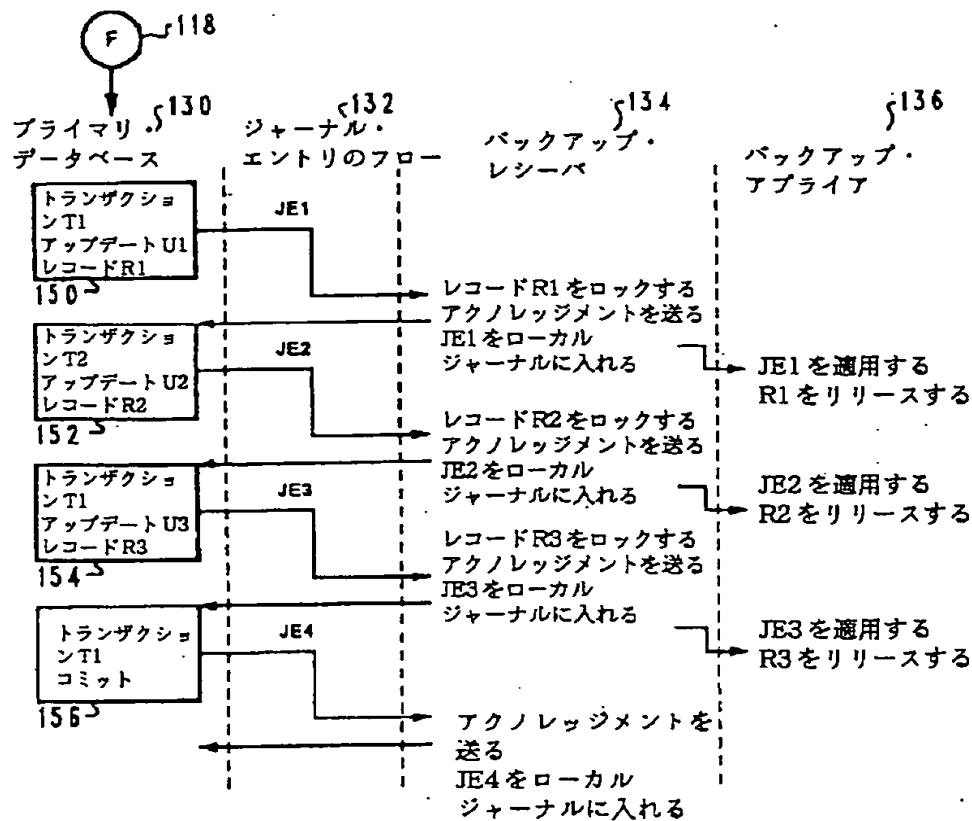 F
118
130
プライマリ・
データベース
132
ジャーナル・
エントリのフロー
134
バックアップ・
レシーバ
136
バックアップ・
アプライア
トランザクショ
ンT1
アップデートU1
レコードR1
150
JE1
レコードR1をロックする
アクノレッジメントを送る
JE1をローカル
ジャーナルに入れる
JE1を適用する
R1をリリースする
トランザクショ
ンT2
アップデートU2
レコードR2
152
JE2
レコードR2をロックする
アクノレッジメントを送る
JE2をローカル
ジャーナルに入れる
JE2を適用する
R2をリリースする
トランザクショ
ンT1
アップデートU3
レコードR3
154
JE3
レコードR3をロックする
アクノレッジメントを送る
JE3をローカル
ジャーナルに入れる
JE3を適用する
R3をリリースする
トランザクショ
ンT1
コミット
156
JE4
アクノレッジメントを
送る
JE4をローカル
ジャーナルに入れる